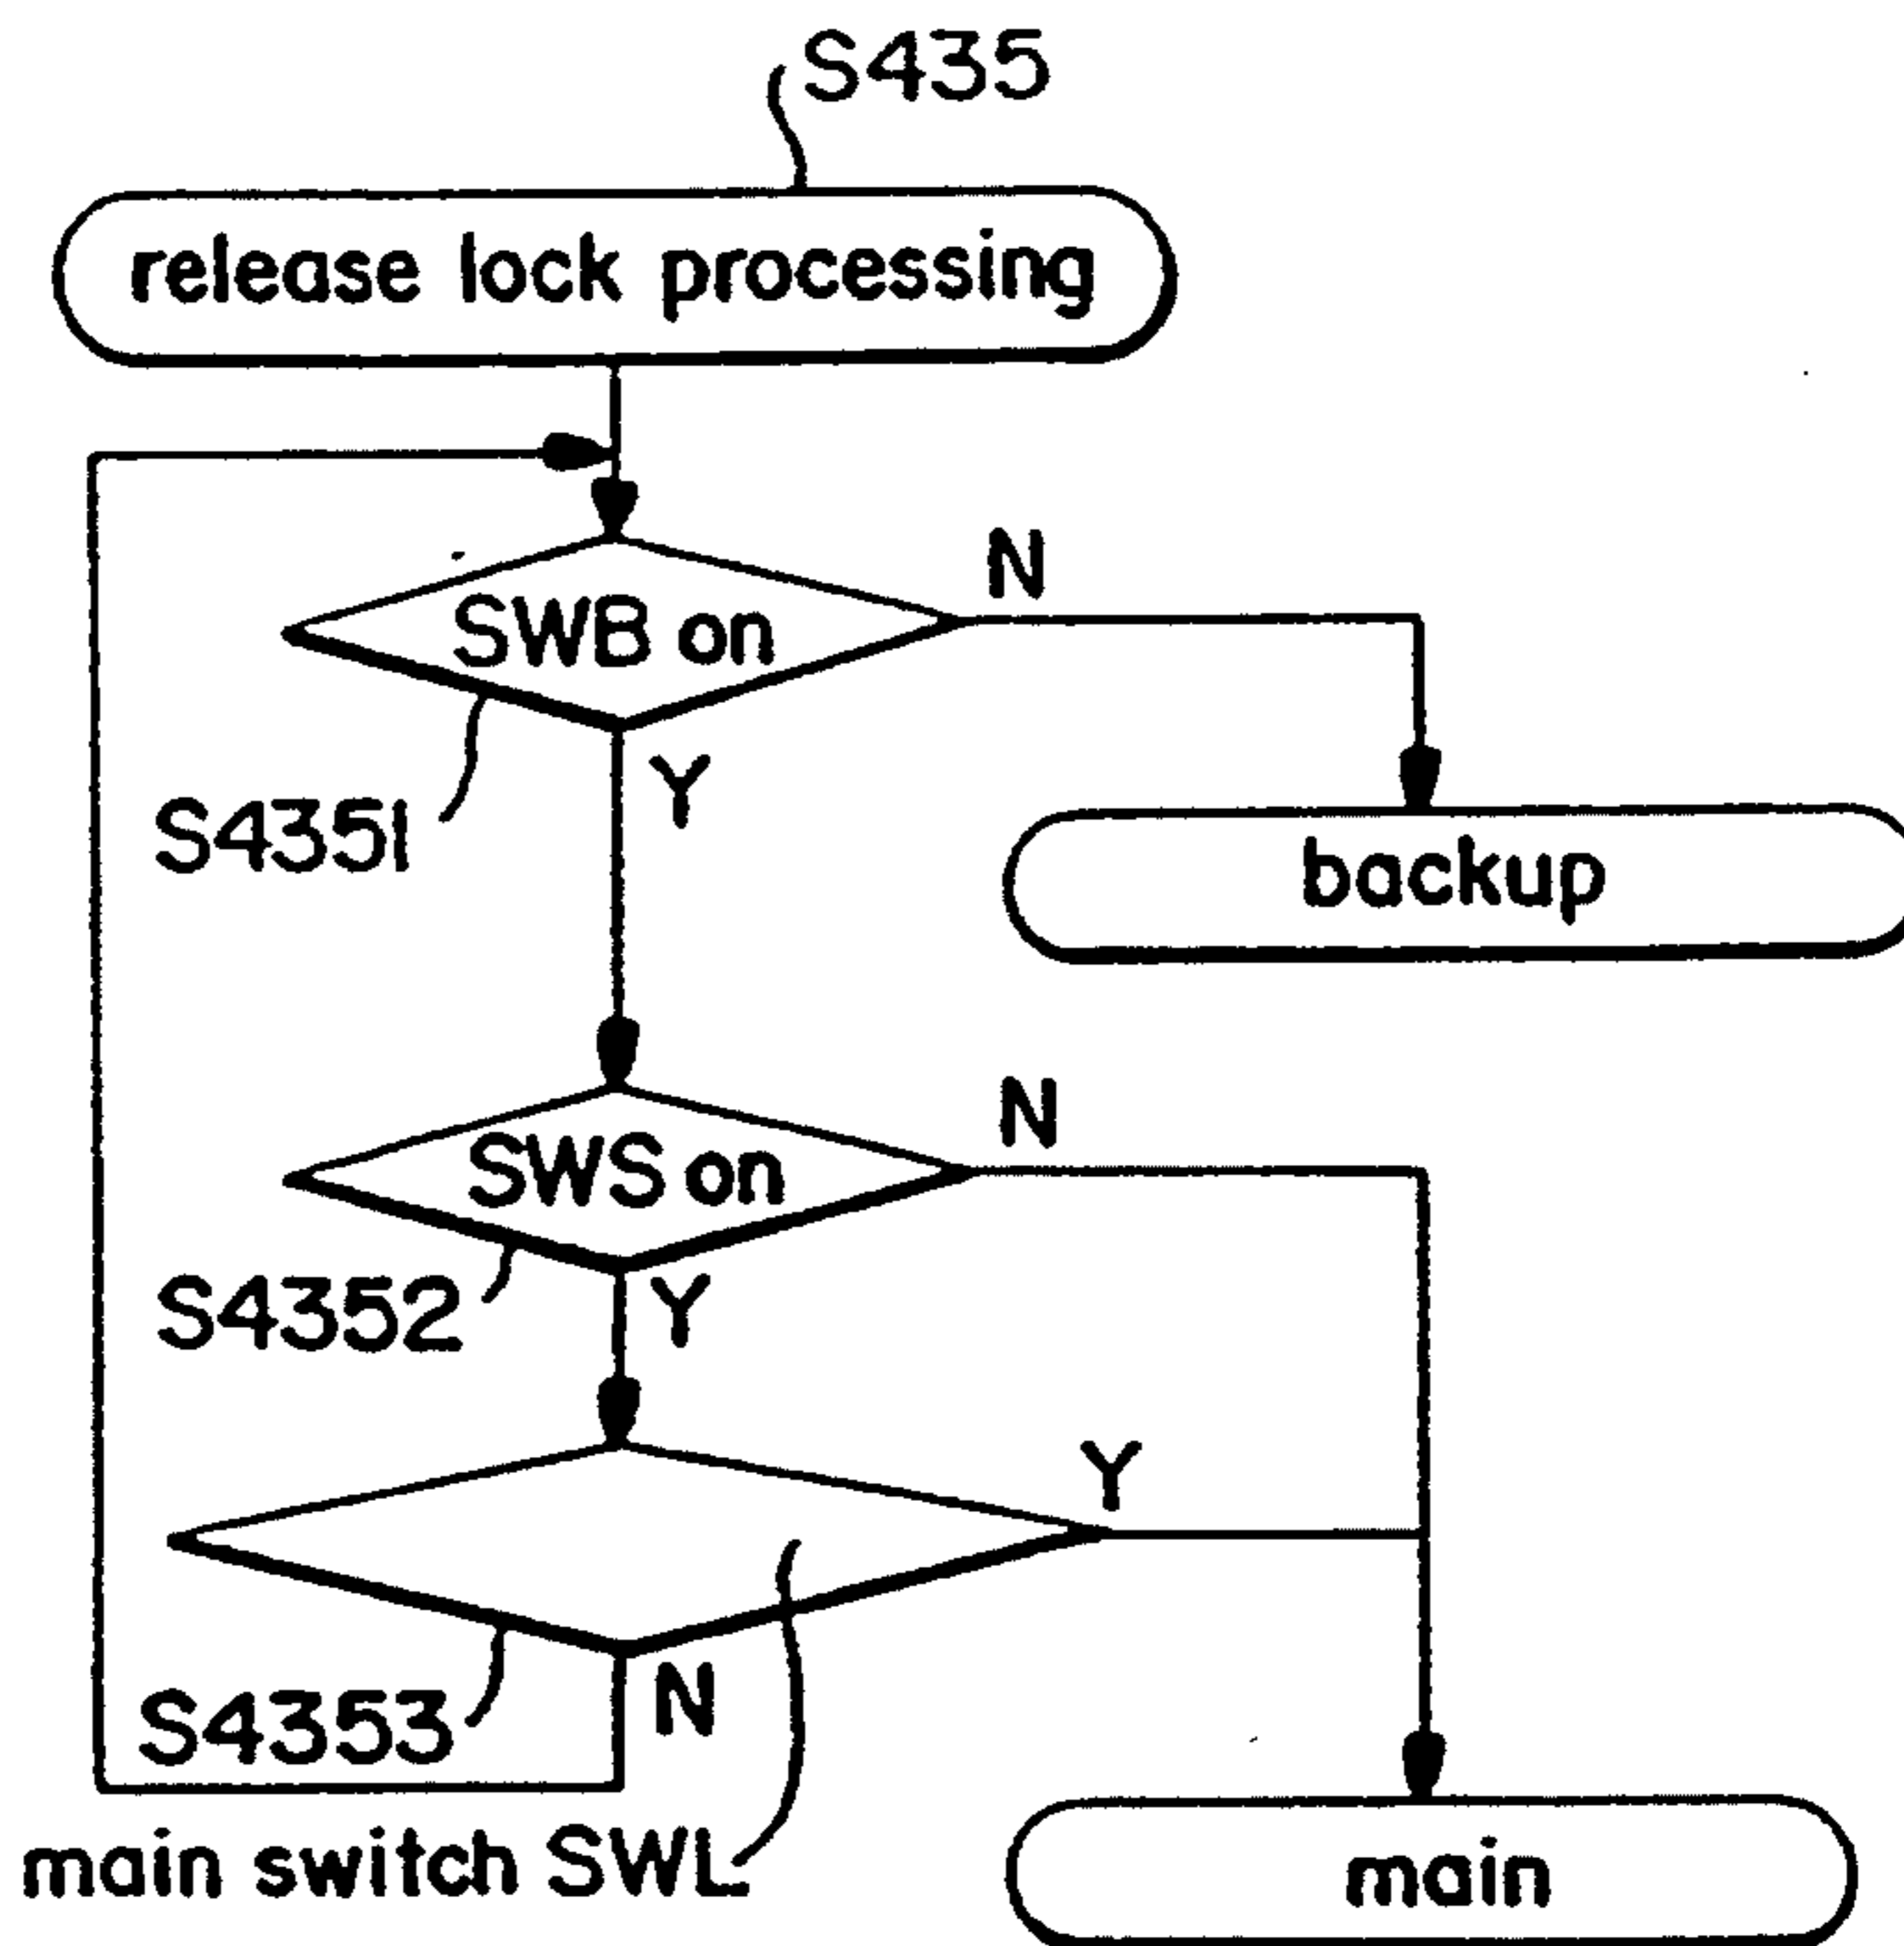 S435
release lock processing
N
SWB on
Y
S4351
backup
N
SWS on
Y
S4352
Y
N
S4353
main switch SWL
main